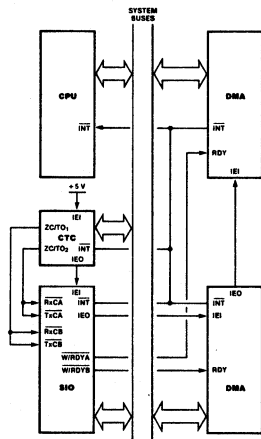 SYSTEM
BUSES
CPU
INT
DMA
INT
RDY
IEI
+5 V
IEI
ZC/TO1
CTC
ZC/TO2
INT
IEO
IEI
RxCA
INT
TxCA
IEO
RxCB
TxCB
W/RDYA
W/RDYB
SIO
IEO
INT
IEI
RDY
DMA